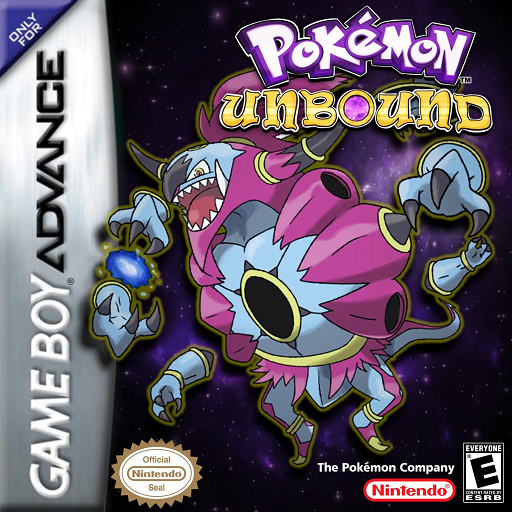 ONLY
FOR
GAME BOY ADVANCE
POKéMON
TM
UNBOUND
Official
Nintendo
Seal
The Pokémon Company
Nintendo
EVERYONE
E
CONTENT RATED BY
ESRB